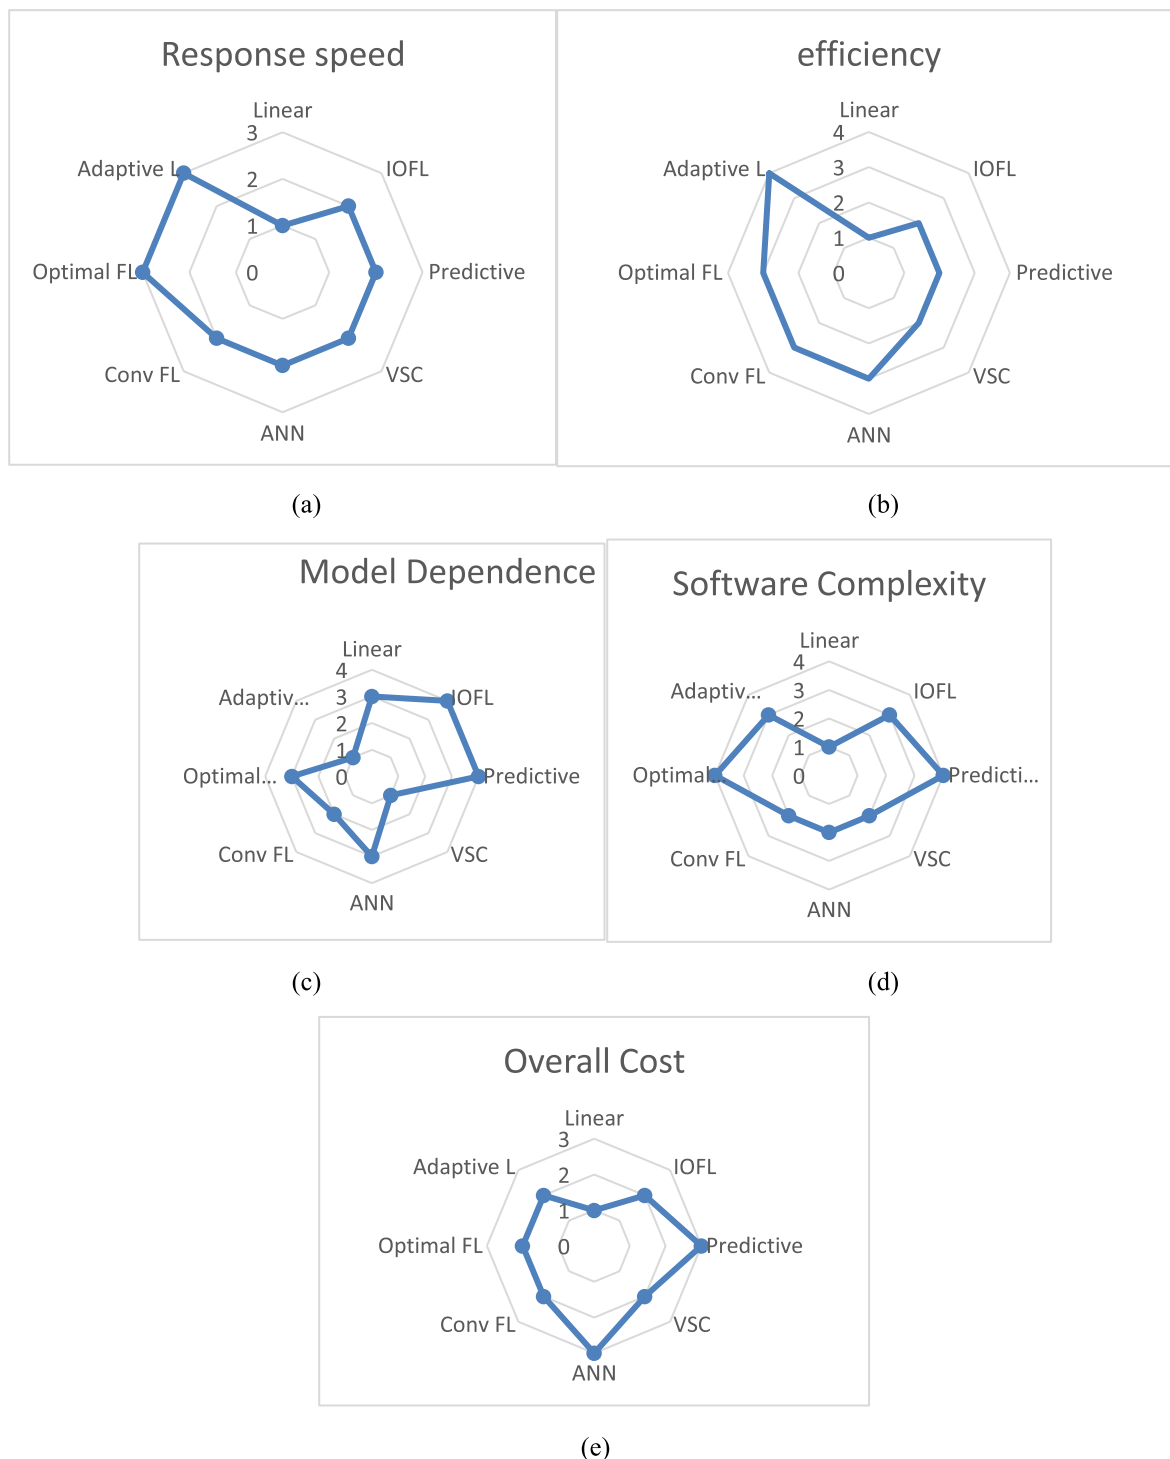 Response speed
Linear
3
Adaptive L
IOFL
2
1
Optimal FL
0
Predictive
Conv FL
VSC
ANN
(a)
efficiency
Linear
4
Adaptive L
3
IOFL
2
1
Optimal FL
0
Predictive
Conv FL
VSC
ANN
(b)
Model Dependence
Linear
4
Adaptiv...
3
IOFL
2
1
Optimal...
0
Predictive
Conv FL
VSC
ANN
(c)
Software Complexity
Linear
4
Adaptiv...
3
IOFL
2
1
Optimal...
0
Predicti...
Conv FL
VSC
ANN
(d)
Overall Cost
Linear
3
Adaptive L
IOFL
2
1
Optimal FL
0
Predictive
Conv FL
VSC
ANN
(e)